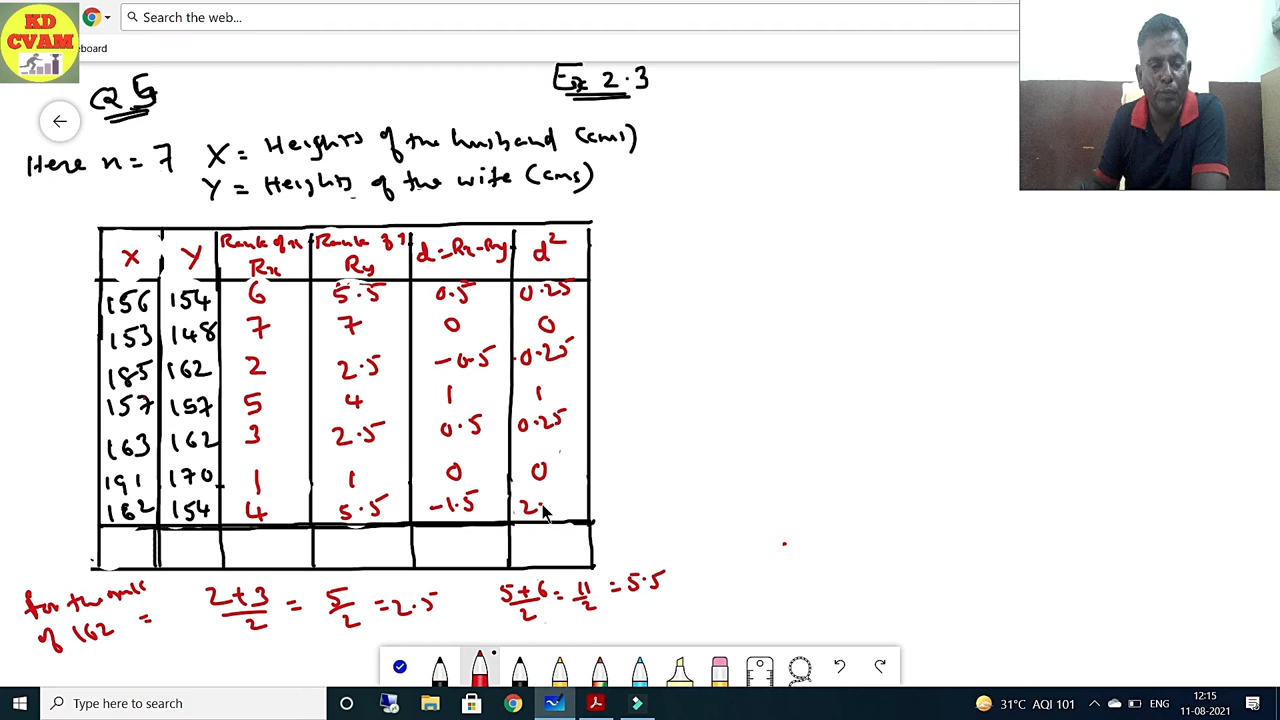 KD
CVAM
Search the web...
eboard
Q 5
Ex 2.3
Here n = 7 X = Heights of the husband (cms)
Y = Heights of the wife (cms)
X Y Rank of x Rx Rank of y Ry d = Rx - Ry d²
156 154 6 5.5 0.5 0.25
153 148 7 7 0 0
185 162 2 2.5 -0.5 0.25
157 157 5 4 1 1
163 162 3 2.5 0.5 0.25
191 170 1 1 0 0
162 154 4 5.5 -1.5 2.
for the rank of 162 = 2+3/2 = 5/2 = 2.5 5+6/2 = 11/2 = 5.5
Type here to search
31°C AQI 101
ENG
12:15
11-08-2021